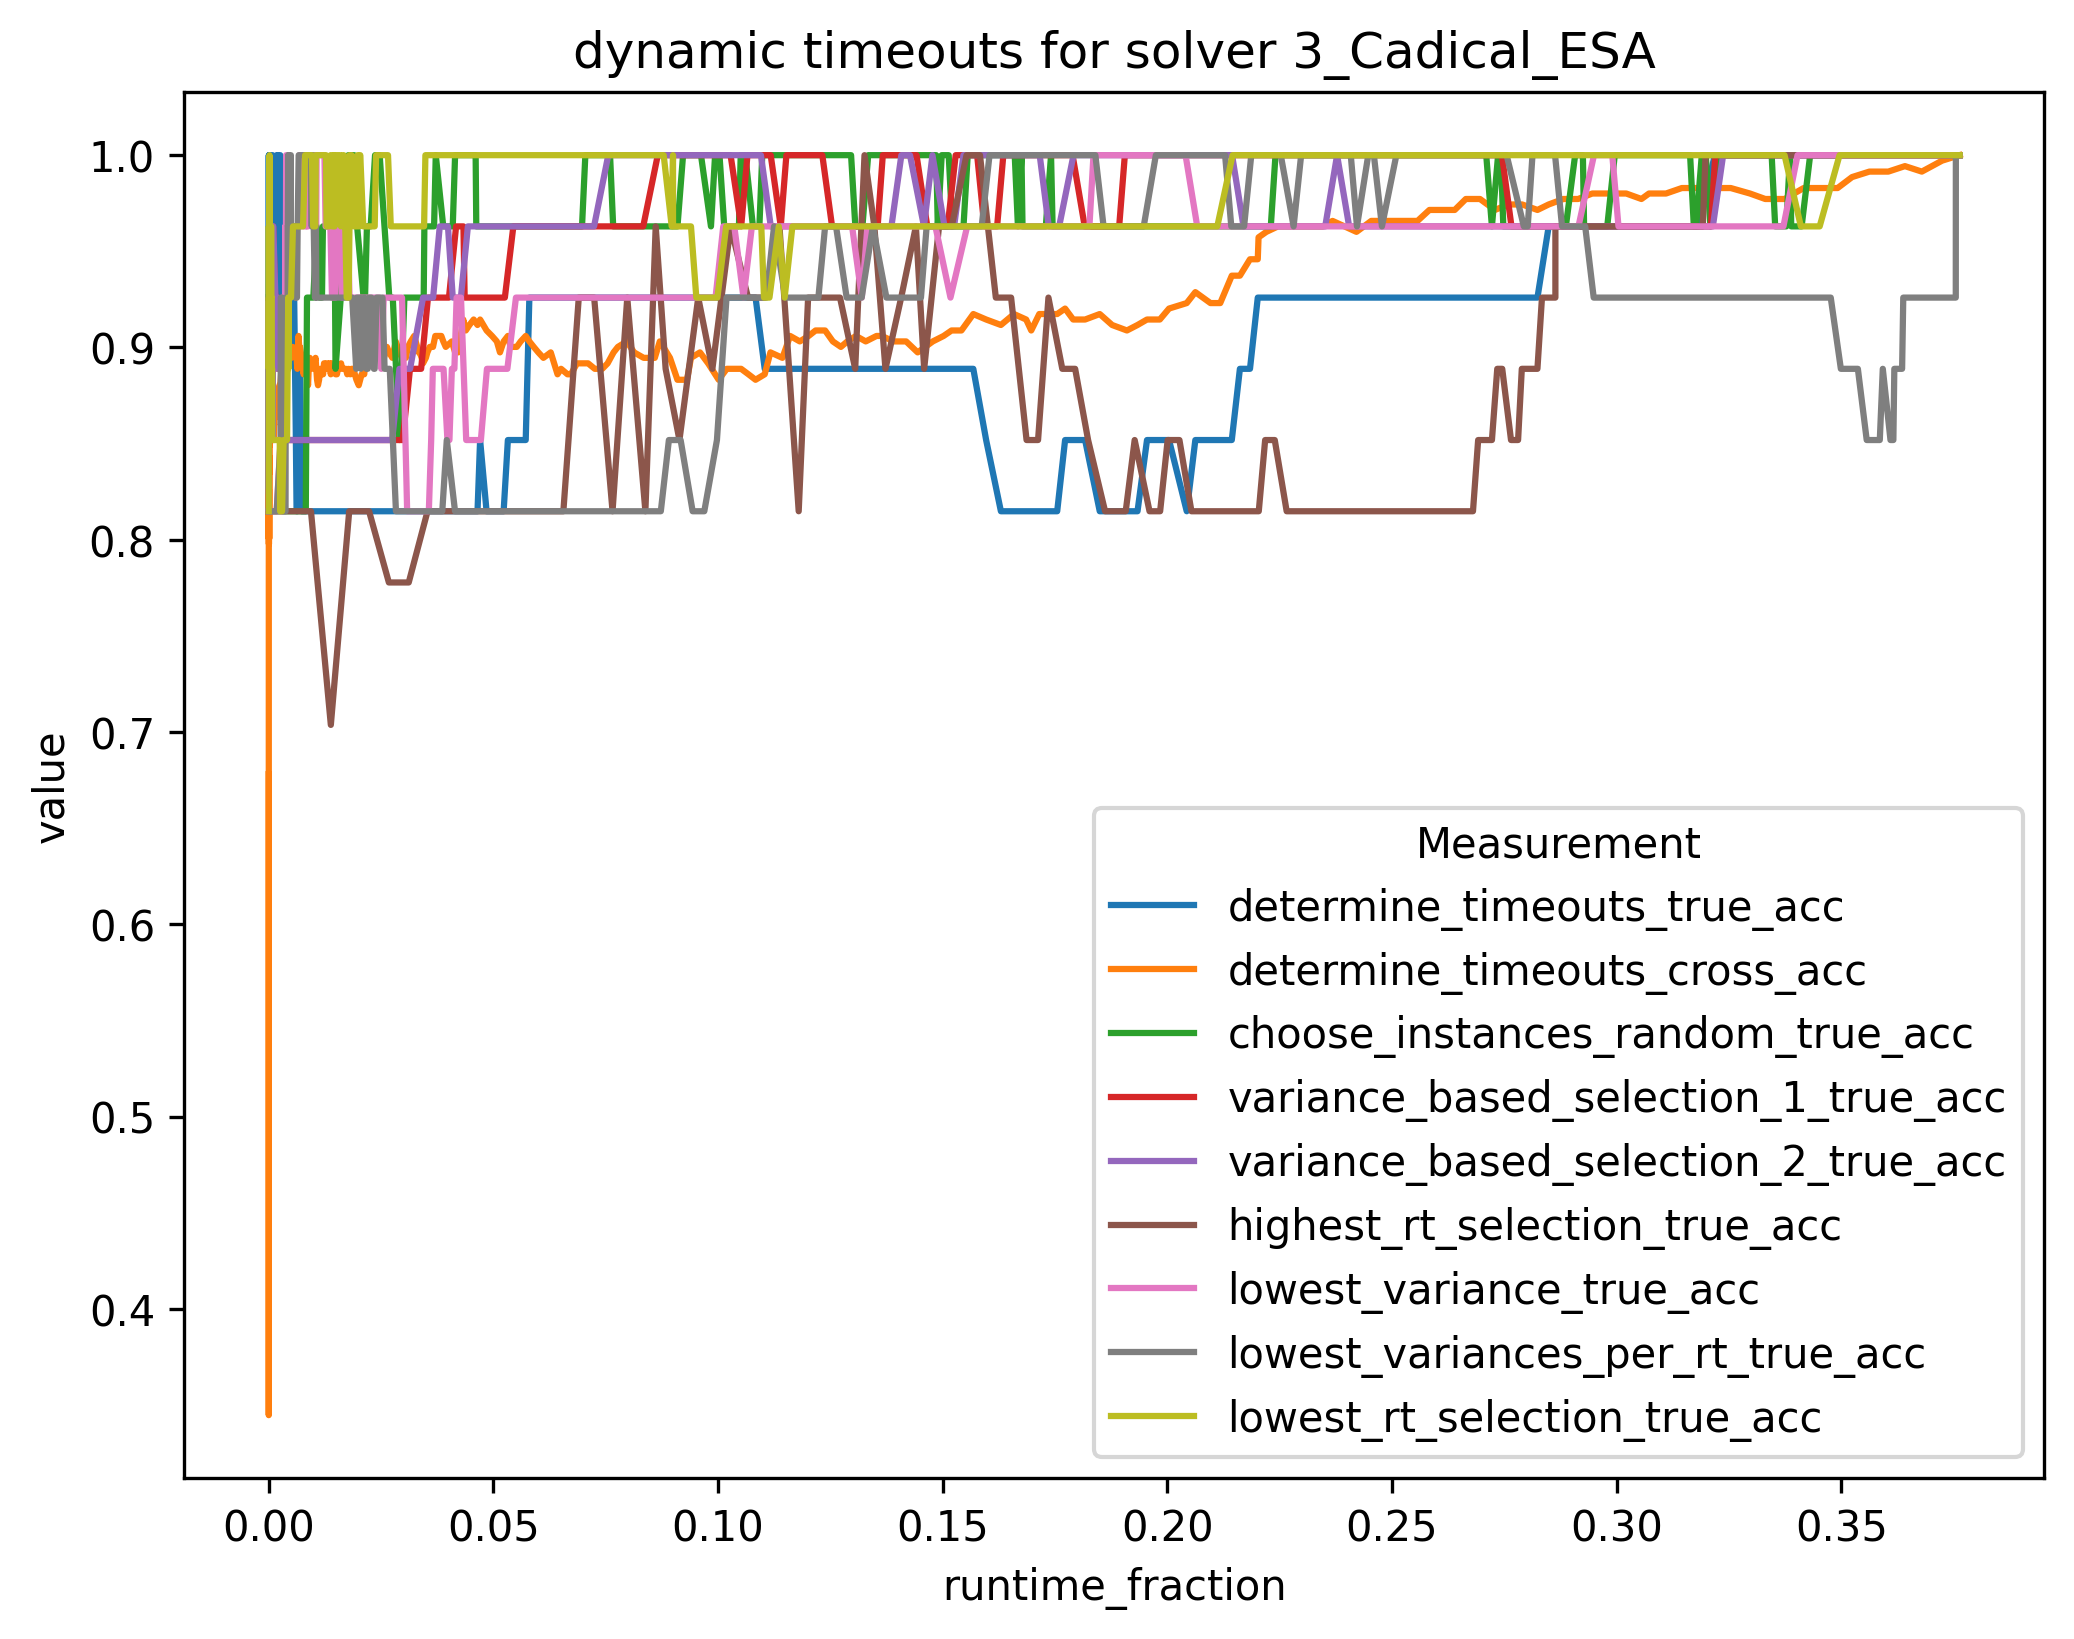 dynamic timeouts for solver 3_Cadical_ESA
1.0
0.9
0.8
0.7
0.6
0.5
0.4
value
0.00
0.05
0.10
0.15
0.20
0.25
0.30
0.35
runtime_fraction
Measurement
determine_timeouts_true_acc
determine_timeouts_cross_acc
choose_instances_random_true_acc
variance_based_selection_1_true_acc
variance_based_selection_2_true_acc
highest_rt_selection_true_acc
lowest_variance_true_acc
lowest_variances_per_rt_true_acc
lowest_rt_selection_true_acc